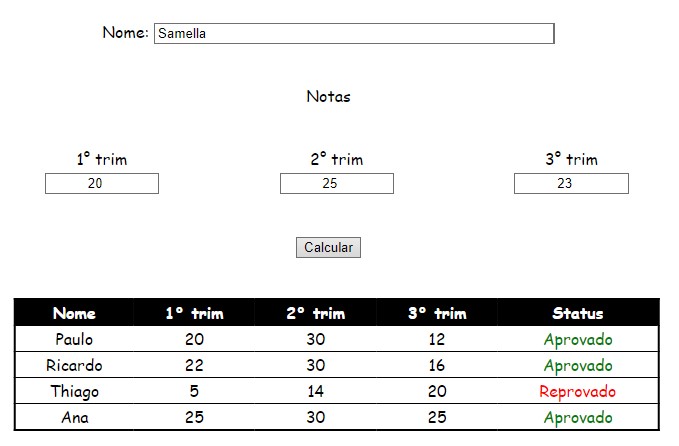 Nome: Samella
Notas
1° trim 2° trim 3° trim
20 25 23
Calcular
Nome 1° trim 2° trim 3° trim Status
Paulo 20 30 12 Aprovado
Ricardo 22 30 16 Aprovado
Thiago 5 14 20 Reprovado
Ana 25 30 25 Aprovado